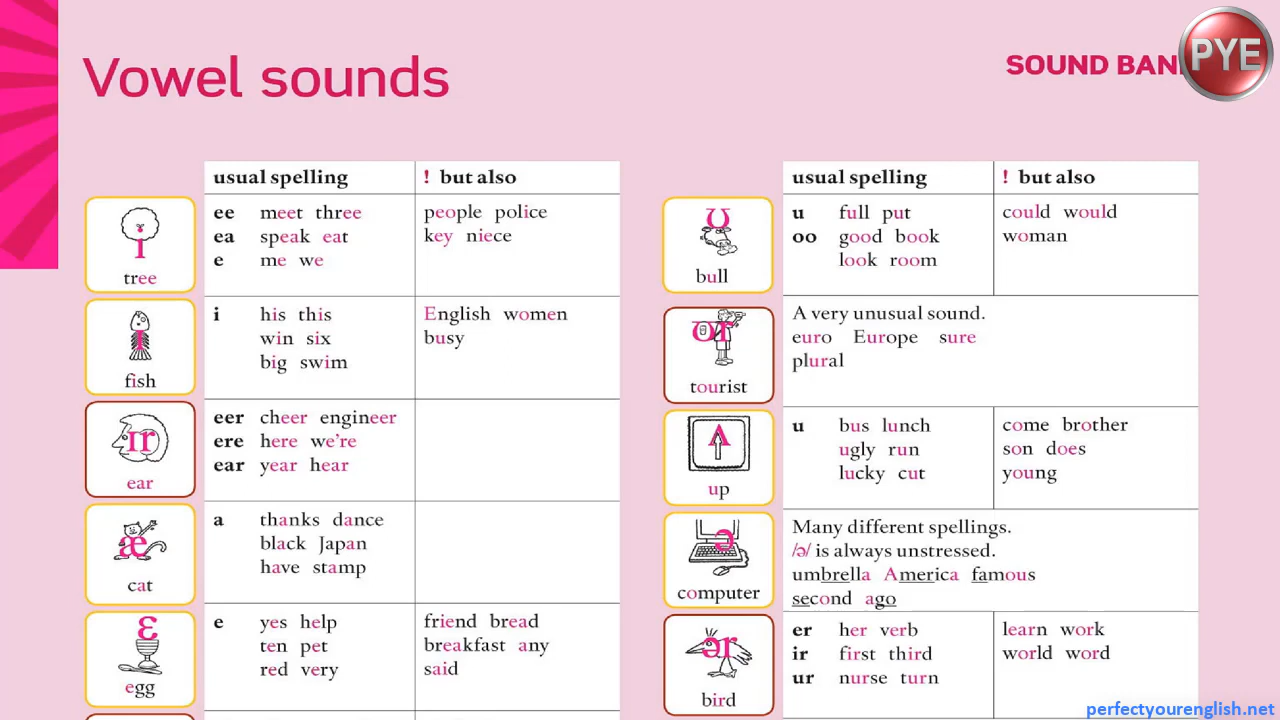 Vowel sounds
SOUND BAN
PYE
usual spelling ! but also
i
tree
ee meet three people police
ea speak eat key niece
e me we
ɪ
fish
i his this English women
win six busy
big swim
ɪr
ear
eer cheer engineer
ere here we're
ear year hear
æ
cat
a thanks dance
black Japan
have stamp
ɛ
egg
e yes help friend bread
ten pet breakfast any
red very said
usual spelling ! but also
ʊ
bull
u full put could would
oo good book woman
look room
ʊr
tourist
A very unusual sound.
euro Europe sure
plural
ʌ
up
u bus lunch come brother
ugly run son does
lucky cut young
ə
computer
Many different spellings.
/ə/ is always unstressed.
umbrella America famous
second ago
ər
bird
er her verb learn work
ir first third world word
ur nurse turn
perfectyourenglish.net